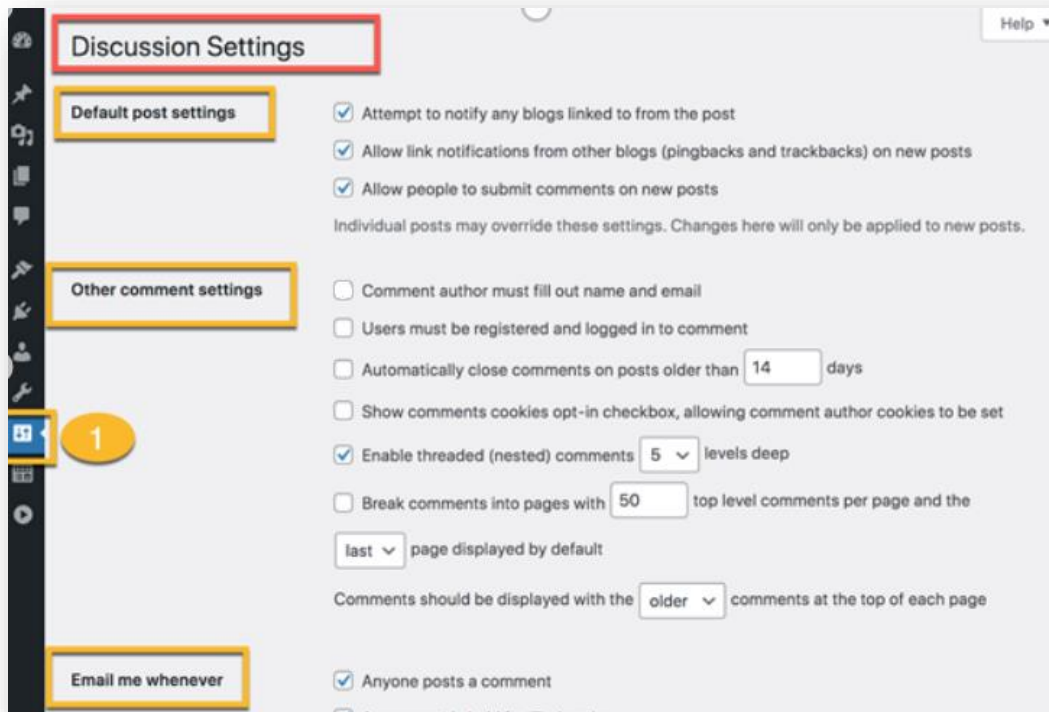 Help
Discussion Settings
Default post settings
Attempt to notify any blogs linked to from the post
Allow link notifications from other blogs (pingbacks and trackbacks) on new posts
Allow people to submit comments on new posts
Individual posts may override these settings. Changes here will only be applied to new posts.
Other comment settings
Comment author must fill out name and email
Users must be registered and logged in to comment
Automatically close comments on posts older than 14 days
Show comments cookies opt-in checkbox, allowing comment author cookies to be set
1
Enable threaded (nested) comments 5 levels deep
Break comments into pages with 50 top level comments per page and the
last page displayed by default
Comments should be displayed with the older comments at the top of each page
Email me whenever
Anyone posts a comment